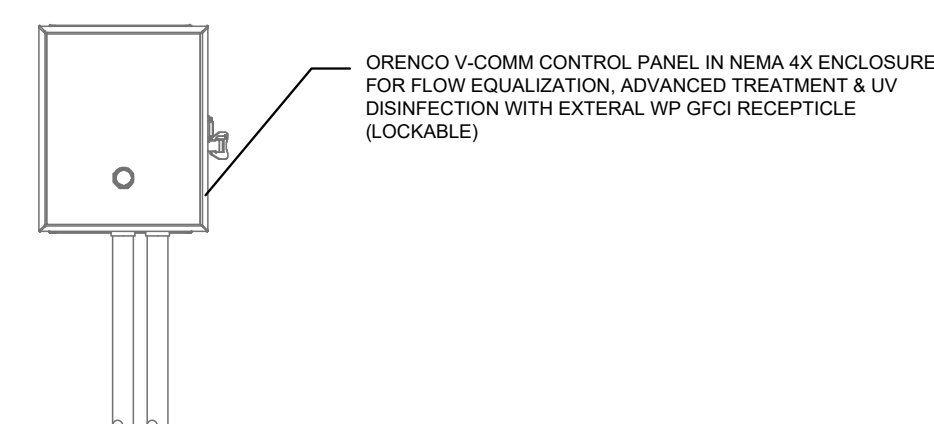 ORENCO V-COMM CONTROL PANEL IN NEMA 4X ENCLOSURE
FOR FLOW EQUALIZATION, ADVANCED TREATMENT & UV
DISINFECTION WITH EXTERAL WP GFCI RECEPTICLE
(LOCKABLE)